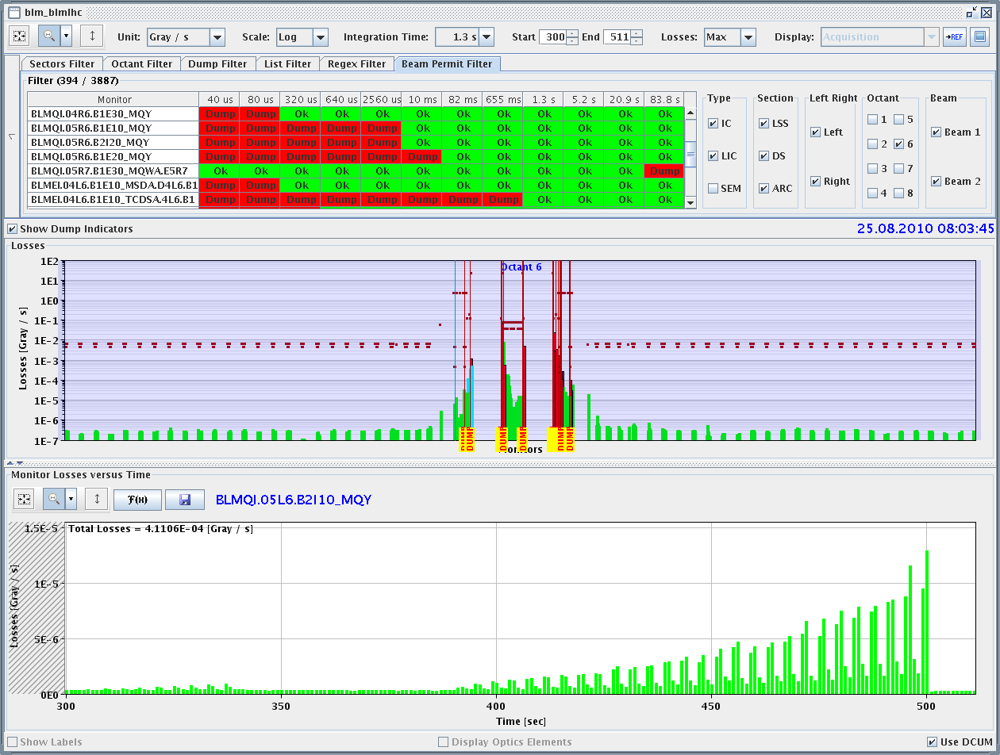 blm_blmlhc
Unit: Gray / s Scale: Log Integration Time: 1.3 s Start 300 End 511 Losses: Max Display: Acquisition →REF
Sectors Filter Octant Filter Dump Filter List Filter Regex Filter Beam Permit Filter
Filter (394 / 3887)
Monitor 40 us 80 us 320 us 640 us 2560 us 10 ms 82 ms 655 ms 1.3 s 5.2 s 20.9 s 83.8 s
BLMQI.04R6.B1E30_MQY Dump Dump Ok Ok Ok Ok Ok Ok Ok Ok Ok Ok
BLMQI.05R6.B1E10_MQY Dump Dump Dump Dump Dump Ok Ok Ok Ok Ok Ok Ok
BLMQI.05R6.B2I20_MQY Dump Dump Dump Dump Dump Ok Ok Ok Ok Ok Ok Ok
BLMQI.05R6.B1E20_MQY Dump Dump Dump Dump Dump Dump Ok Ok Ok Ok Ok Ok
BLMQI.05R7.B1E30_MQWA.E5R7 Ok Ok Ok Ok Ok Ok Ok Ok Ok Ok Ok Dump
BLMEI.04L6.B1E10_MSDA.D4L6.B1 Dump Dump Ok Ok Ok Ok Ok Ok Ok Ok Ok Ok
BLMEI.04L6.B1E10_TCDSA.4L6.B1 Dump Dump Dump Dump Dump Dump Dump Dump Ok Ok Ok Ok
Type Section Left Right Octant Beam
IC LSS Left 1 5 Beam 1
LIC DS 2 6
SEM ARC Right 3 7 Beam 2
4 8
Show Dump Indicators 25.08.2010 08:03:45
Losses
Octant 6
Losses [Gray / s]
1E2
1E1
1E0
1E-1
1E-2
1E-3
1E-4
1E-5
1E-6
1E-7
DUMP DUMP DUMP DUMP DUMP DUMP
Monitors
Monitor Losses versus Time
F(x) BLMQI.05L6.B2I10_MQY
Total Losses = 4.1106E-04 [Gray / s]
Losses [Gray / s]
1.5E-5
1E-5
5E-6
0E0
300 350 400 450 500
Time [sec]
Show Labels Display Optics Elements Use DCUM